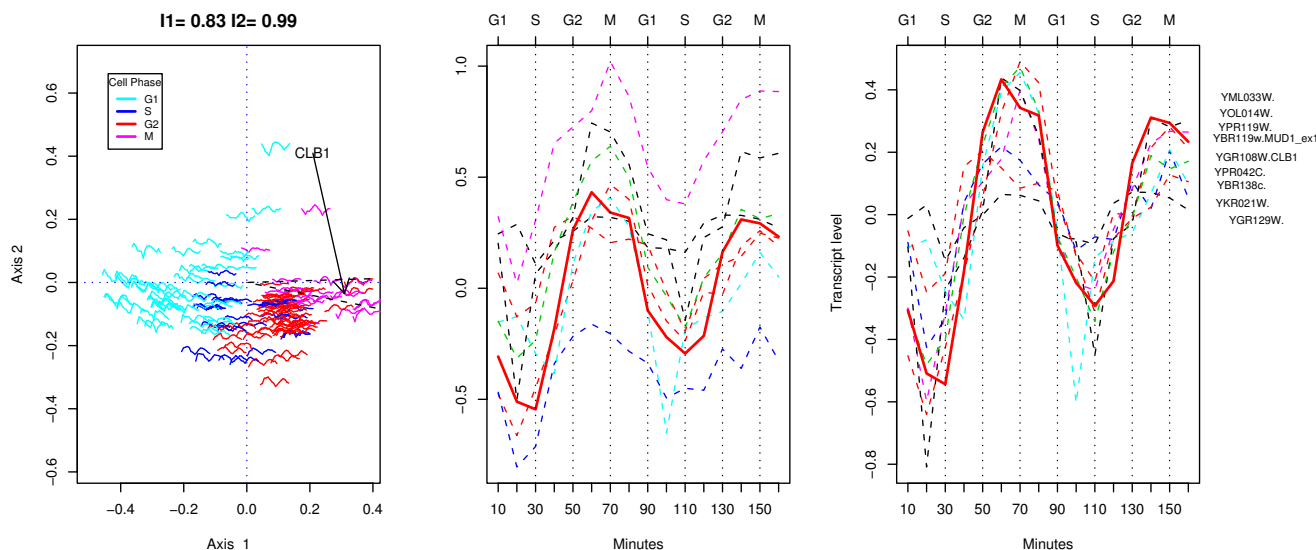 I1= 0.83 I2= 0.99
Cell Phase
G1
S
G2
M
CLB1
Axis 2
0.6
0.4
0.2
0.0
−0.2
−0.4
−0.6
−0.4 −0.2 0.0 0.2 0.4
Axis 1
G1 S G2 M G1 S G2 M
1.0
0.5
0.0
−0.5
10 30 50 70 90 110 130 150
Minutes
G1 S G2 M G1 S G2 M
Transcript level
0.4
0.2
0.0
−0.2
−0.4
−0.6
−0.8
10 30 50 70 90 110 130 150
Minutes
YML033W.
YOL014W.
YPR119W.
YBR119w.MUD1_ex1
YGR108W.CLB1
YPR042C.
YBR138c.
YKR021W.
YGR129W.